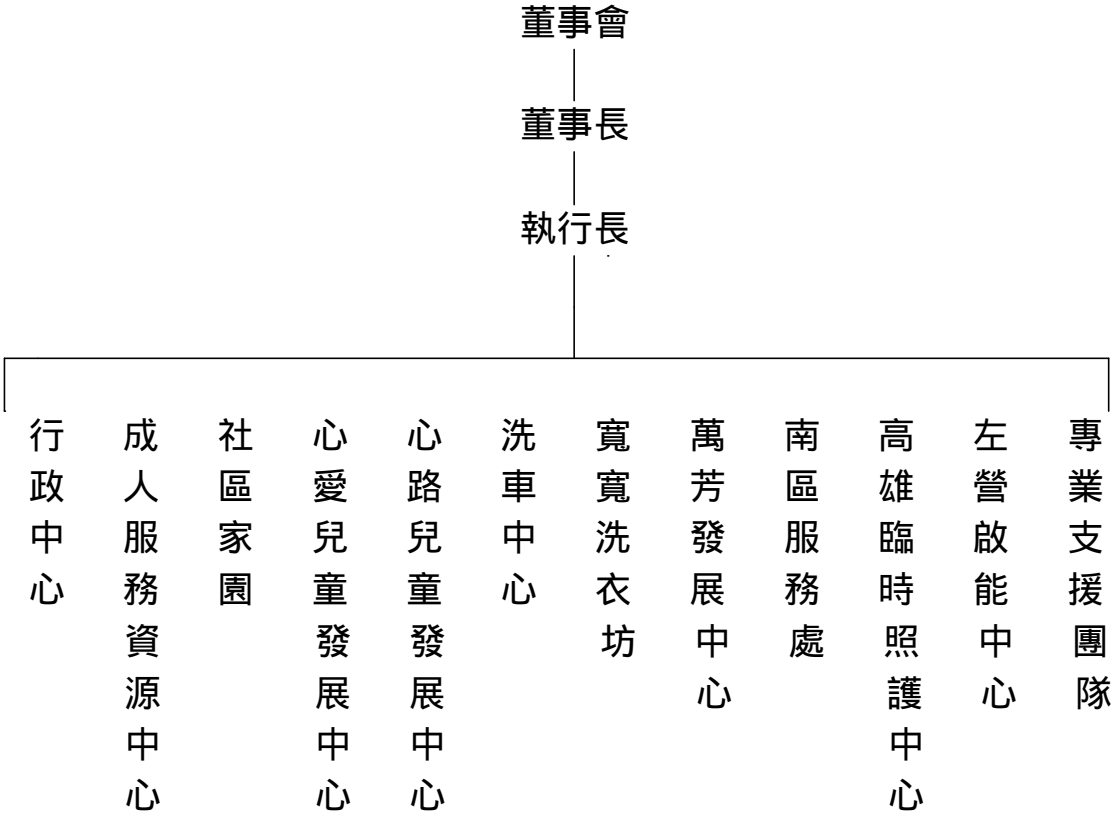 董事會
董事長
執行長
行政中心
成人服務資源中心
社區家園
心愛兒童發展中心
心路兒童發展中心
洗車中心
寬寬洗衣坊
萬芳發展中心
南區服務處
高雄臨時照護中心
左營啟能中心
專業支援團隊